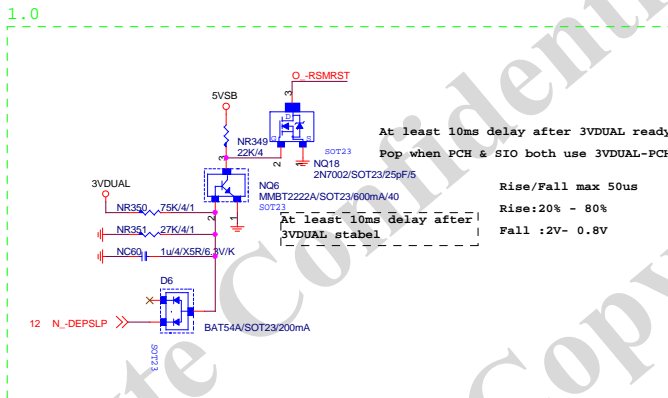 1.0
O_-RSMRST
3
5VSB
D
G
S
NR349
22K/4
SOT23
2
1
At least 10ms delay after 3VDUAL ready
3
NQ18
Pop when PCH & SIO both use 3VDUAL-PCH
2N7002/SOT23/25pF/5
3VDUAL
NQ6
Rise/Fall max 50us
MMBT2222A/SOT23/600mA/40
NR350
75K/4/1
SOT23
Rise:20% - 80%
2
1
At least 10ms delay after
3VDUAL stabel
NR351
27K/4/1
Fall :2V- 0.8V
NC60
1u/4/X5R/6.3V/K
D6
12 N_-DEPSLP
BAT54A/SOT23/200mA
SOT23
te Confidenti
Copy